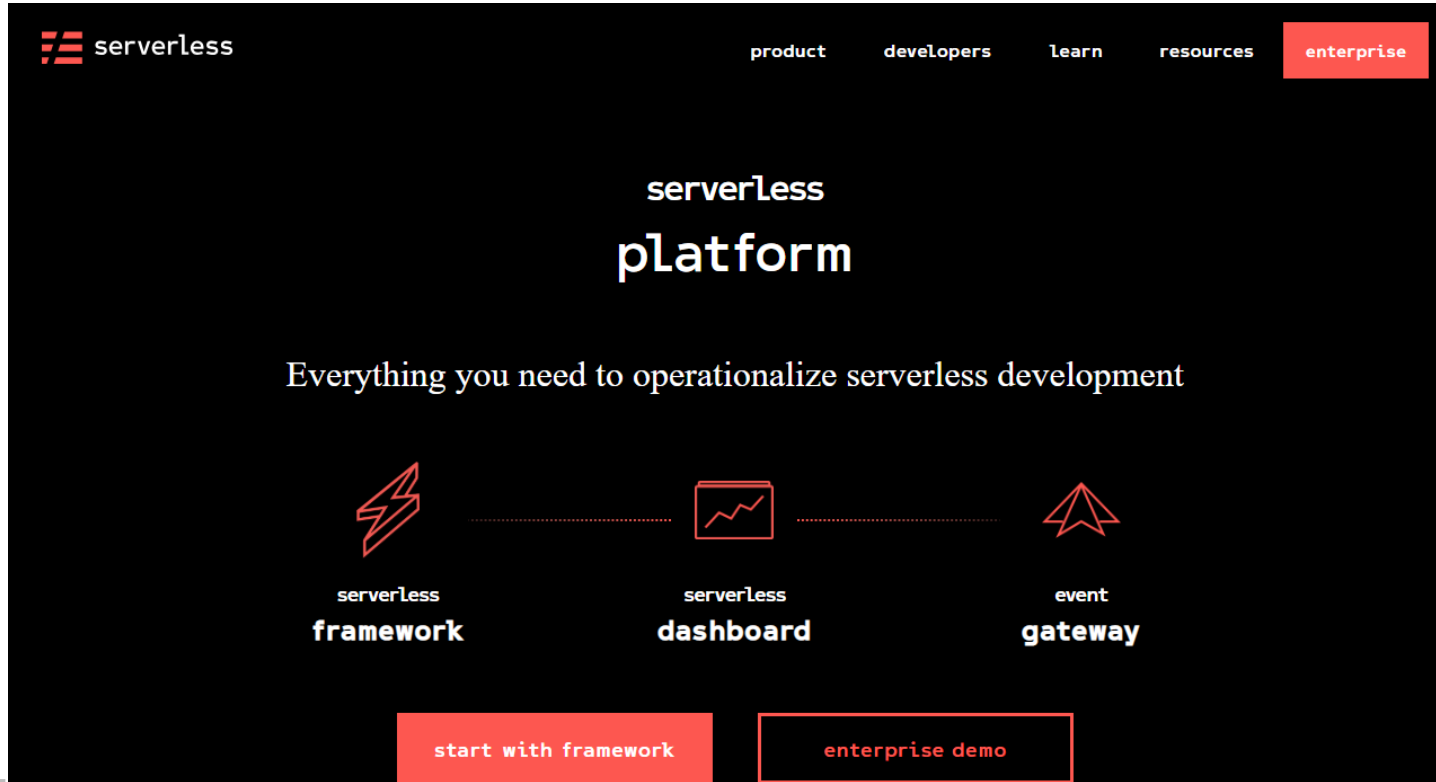 serverless
product developers learn resources enterprise
serverless
platform
Everything you need to operationalize serverless development
serverless
framework
serverless
dashboard
event
gateway
start with framework
enterprise demo